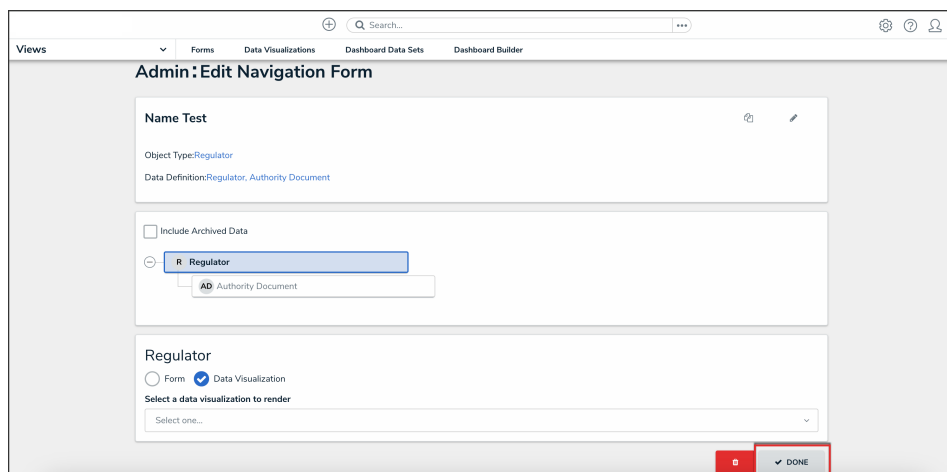 Search...
Views Forms Data Visualizations Dashboard Data Sets Dashboard Builder
Admin:Edit Navigation Form
Name Test
Object Type:Regulator
Data Definition:Regulator, Authority Document
Include Archived Data
R Regulator
AD Authority Document
Regulator
Form Data Visualization
Select a data visualization to render
Select one...
DONE